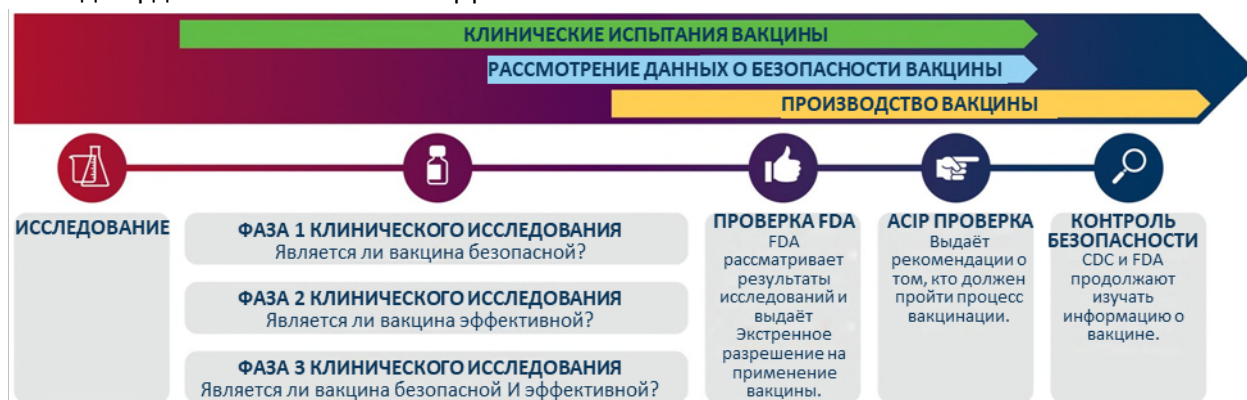 КЛИНИЧЕСКИЕ ИСПЫТАНИЯ ВАКЦИНЫ
РАССМОТРЕНИЕ ДАННЫХ О БЕЗОПАСНОСТИ ВАКЦИНЫ
ПРОИЗВОДСТВО ВАКЦИНЫ
ИССЛЕДОВАНИЕ
ФАЗА 1 КЛИНИЧЕСКОГО ИССЛЕДОВАНИЯ
Является ли вакцина безопасной?
ФАЗА 2 КЛИНИЧЕСКОГО ИССЛЕДОВАНИЯ
Является ли вакцина эффективной?
ФАЗА 3 КЛИНИЧЕСКОГО ИССЛЕДОВАНИЯ
Является ли вакцина безопасной И эффективной?
ПРОВЕРКА FDA
FDA
рассматривает
результаты
исследований и
выдаёт
Экстренное
разрешение на
применение
вакцины.
ACIP ПРОВЕРКА
Выдаёт
рекомендации о
том, кто должен
пройти процесс
вакцинации.
КОНТРОЛЬ
БЕЗОПАСНОСТИ
CDC и FDA
продолжают
изучать
информацию о
вакцине.